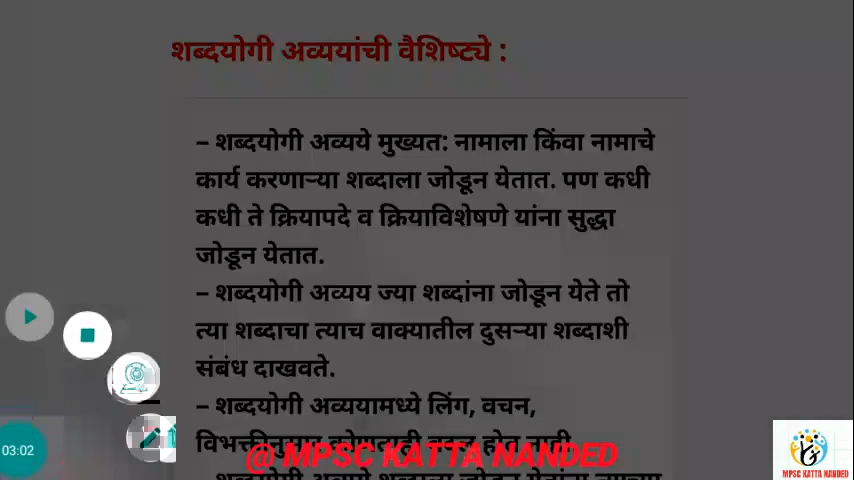 शब्दयोगी अव्ययांची वैशिष्ट्ये :
– शब्दयोगी अव्यये मुख्यत: नामाला किंवा नामाचे
कार्य करणाऱ्या शब्दाला जोडून येतात. पण कधी
कधी ते क्रियापदे व क्रियाविशेषणे यांना सुद्धा
जोडून येतात.
– शब्दयोगी अव्यय ज्या शब्दांना जोडून येते तो
त्या शब्दाचा त्याच वाक्यातील दुसऱ्या शब्दाशी
संबंध दाखवते.
– शब्दयोगी अव्ययामध्ये लिंग, वचन,
@ MPSC KATTA NANDED
03:02
MPSC KATTA NANDED